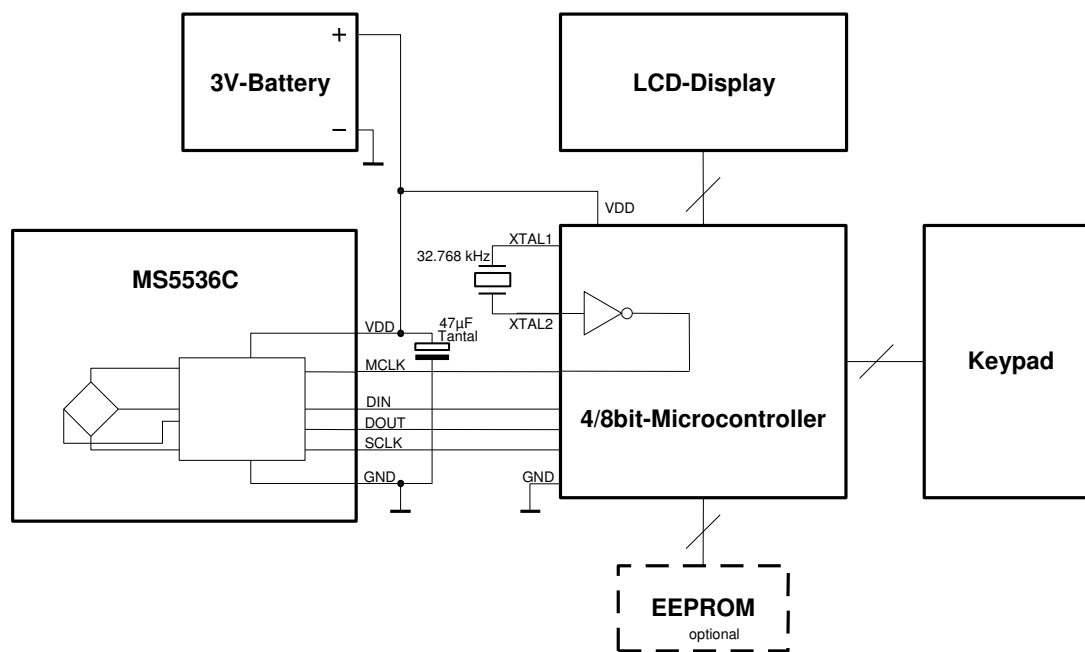 +
3V-Battery
−
LCD-Display
VDD
XTAL1
32.768 kHz
XTAL2
MS5536C
VDD
47µF
Tantal
MCLK
DIN
DOUT
SCLK
GND
GND
4/8bit-Microcontroller
Keypad
EEPROM
optional